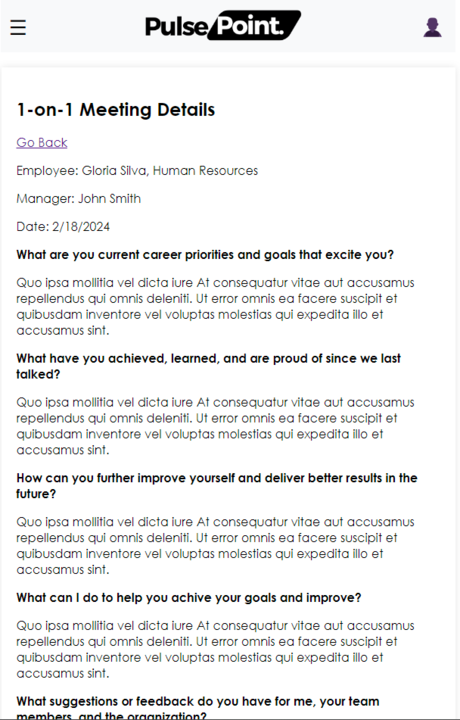 Pulse Point.
1-on-1 Meeting Details
Go Back
Employee: Gloria Silva, Human Resources
Manager: John Smith
Date: 2/18/2024
What are you current career priorities and goals that excite you?
Quo ipsa mollitia vel dicta iure At consequatur vitae aut accusamus
repellendus qui omnis deleniti. Ut error omnis ea facere suscipit et
quibusdam inventore vel voluptas molestias qui expedita illo et
accusamus sint.
What have you achieved, learned, and are proud of since we last
talked?
Quo ipsa mollitia vel dicta iure At consequatur vitae aut accusamus
repellendus qui omnis deleniti. Ut error omnis ea facere suscipit et
quibusdam inventore vel voluptas molestias qui expedita illo et
accusamus sint.
How can you further improve yourself and deliver better results in the
future?
Quo ipsa mollitia vel dicta iure At consequatur vitae aut accusamus
repellendus qui omnis deleniti. Ut error omnis ea facere suscipit et
quibusdam inventore vel voluptas molestias qui expedita illo et
accusamus sint.
What can I do to help you achive your goals and improve?
Quo ipsa mollitia vel dicta iure At consequatur vitae aut accusamus
repellendus qui omnis deleniti. Ut error omnis ea facere suscipit et
quibusdam inventore vel voluptas molestias qui expedita illo et
accusamus sint.
What suggestions or feedback do you have for me, your team
members, and the organization?